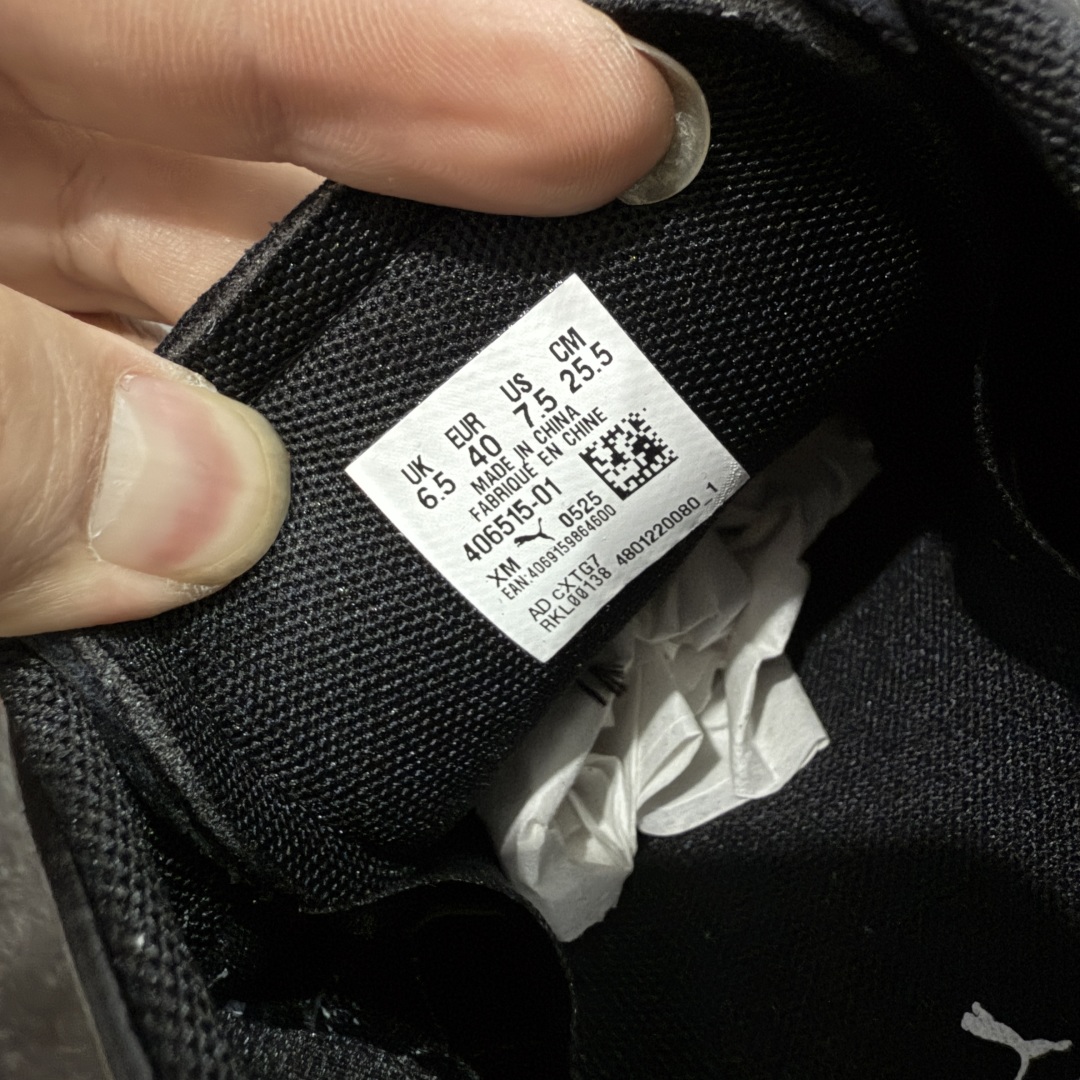 UK EUR US CM
6.5 40 7.5 25.5
MADE IN CHINA
FABRIQUÉ EN CHINE
406515-01
XM 0525
EAN:4069159864600
AD cXTG7
RKL00138 4801220080_1